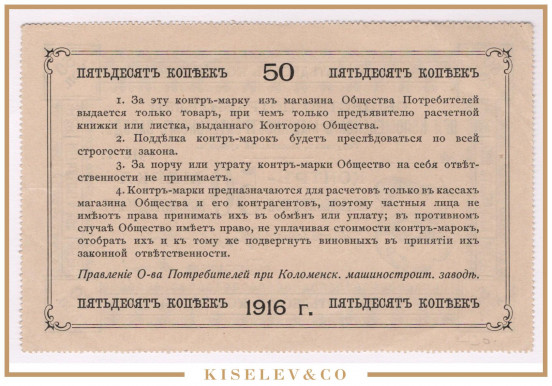 ПЯТЬДЕСЯТЪ КОПѢЕКЪ 50 ПЯТЬДЕСЯТЪ КОПѢЕКЪ
1. За эту контръ-марку изъ магазина Общества Потребителей
выдается только товаръ, при чемъ только предъявителю расчетной
книжки или листка, выданнаго Конторою Общества.
2. Поддѣлка контръ-марокъ будетъ преслѣдоваться по всей
строгости закона.
3. За порчу или утрату контръ-марки Общество на себя отвѣт-
ственности не принимаетъ.
4. Контръ-марки предназначаются для расчетовъ только въ кассахъ
магазина Общества и его контрагентовъ, поэтому частныя лица не
имѣютъ права принимать ихъ въ обмѣнъ или уплату; въ противномъ
случаѣ Общество имѣетъ право, не уплачивая стоимости контръ-марокъ,
отобрать ихъ и къ тому же подвергнуть виновныхъ въ принятіи ихъ
законной отвѣтственности.
Правленіе О-ва Потребителей при Коломенск. машиностроит. заводѣ.
ПЯТЬДЕСЯТЪ КОПѢЕКЪ 1916 г. ПЯТЬДЕСЯТЪ КОПѢЕКЪ
KISELEV&CO